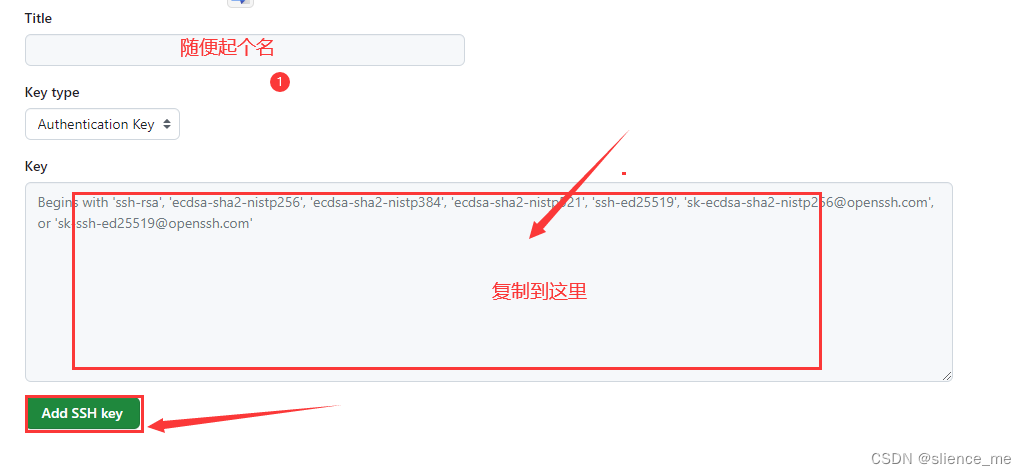 Title
随便起个名
1
Key type
Authentication Key
Key
Begins with 'ssh-rsa', 'ecdsa-sha2-nistp256', 'ecdsa-sha2-nistp384', 'ecdsa-sha2-nistp521', 'ssh-ed25519', 'sk-ecdsa-sha2-nistp256@openssh.com',
or 'sk-ssh-ed25519@openssh.com'
复制到这里
Add SSH key
CSDN @slience_me